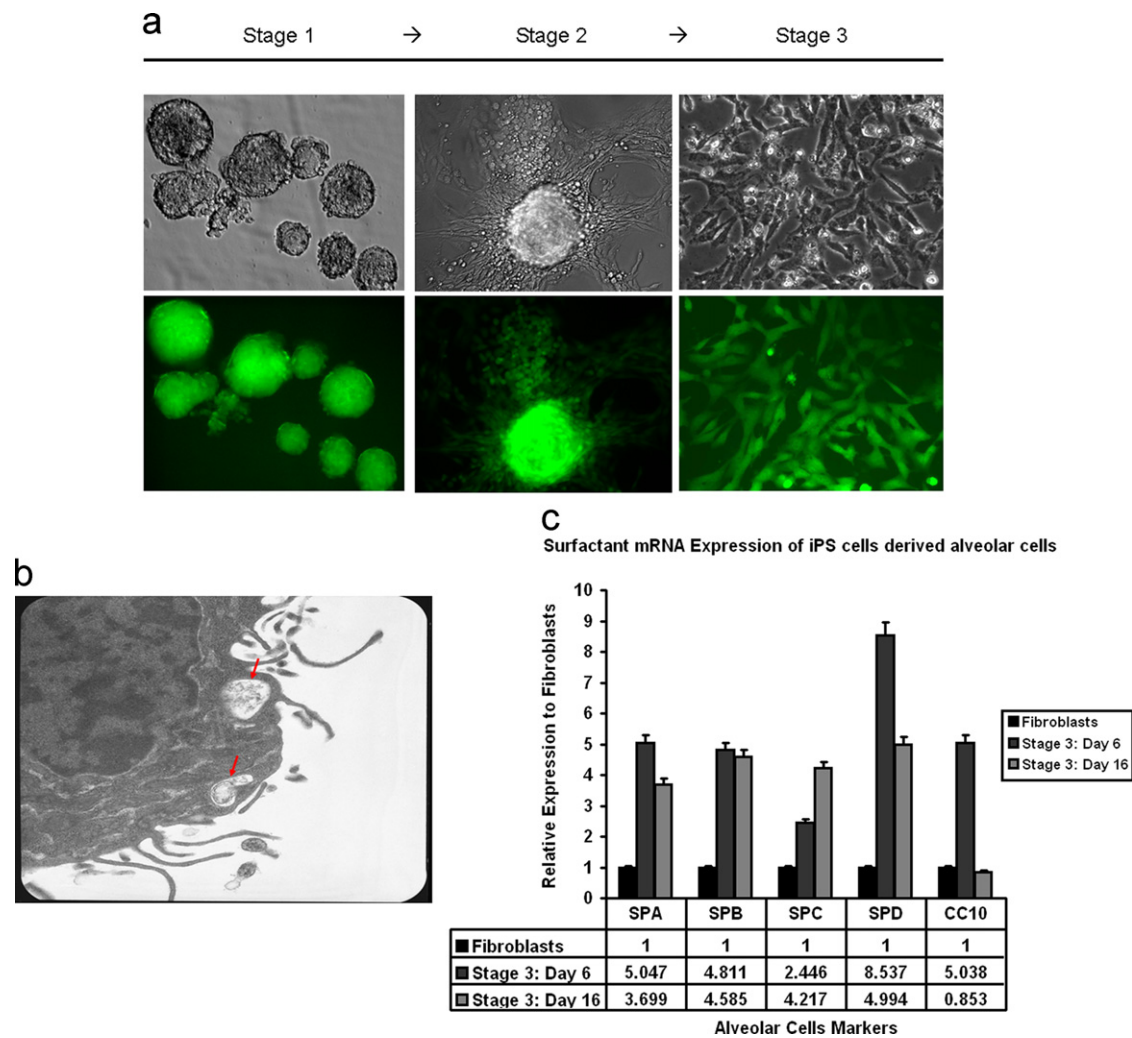 a
Stage 1 → Stage 2 → Stage 3
b
c
Surfactant mRNA Expression of iPS cells derived alveolar cells
Relative Expression to Fibroblasts
10
9
8
7
6
5
4
3
2
1
0
Fibroblasts
Stage 3: Day 6
Stage 3: Day 16
SPA SPB SPC SPD CC10
Fibroblasts 1 1 1 1 1
Stage 3: Day 6 5.047 4.811 2.446 8.537 5.038
Stage 3: Day 16 3.699 4.585 4.217 4.994 0.853
Alveolar Cells Markers